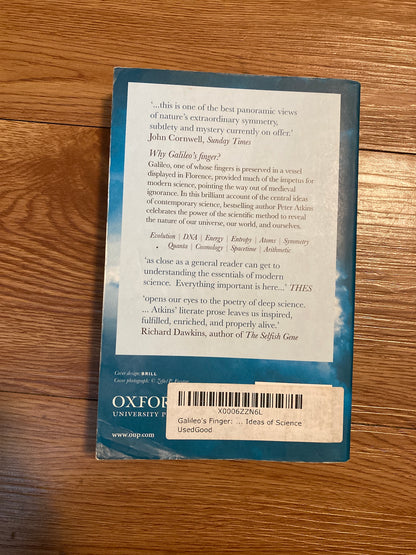 ‘...this is one of the best panoramic views
of nature’s extraordinary symmetry,
subtlety and mystery currently on offer.’
John Cornwell, Sunday Times
Why Galileo’s finger?
Galileo, one of whose fingers is preserved in a vessel
displayed in Florence, provided much of the impetus for
modern science, pointing the way out of medieval
ignorance. In this brilliant account of the central ideas
of contemporary science, bestselling author Peter Atkins
celebrates the power of the scientific method to reveal
the nature of our universe, our world, and ourselves.
Evolution | DNA | Energy | Entropy | Atoms | Symmetry
Quanta | Cosmology | Spacetime | Arithmetic
‘as close as a general reader can get to
understanding the essentials of modern
science. Everything important is here...’ THES
‘opens our eyes to the poetry of deep science.
... Atkins’ literate prose leaves us inspired,
fulfilled, enriched, and properly alive.’
Richard Dawkins, author of The Selfish Gene
Cover design: BRILL
Cover photograph: ©
OXFOR
UNIVERSITY P
www.oup.com
X0006ZZN6L
Galileo's Finger: ... Ideas of Science
UsedGood